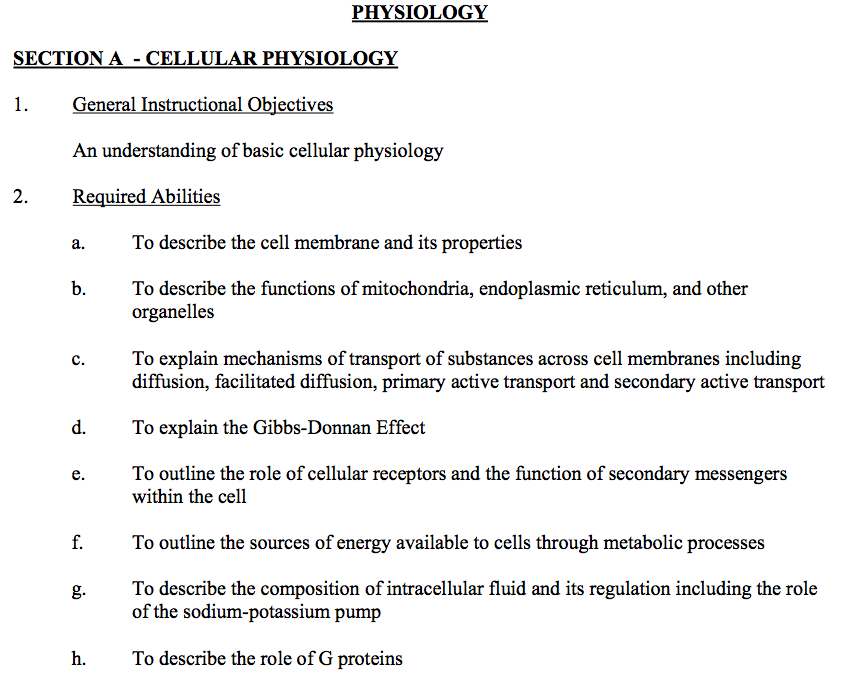 PHYSIOLOGY
SECTION A - CELLULAR PHYSIOLOGY
1. General Instructional Objectives
An understanding of basic cellular physiology
2. Required Abilities
a. To describe the cell membrane and its properties
b. To describe the functions of mitochondria, endoplasmic reticulum, and other
organelles
c. To explain mechanisms of transport of substances across cell membranes including
diffusion, facilitated diffusion, primary active transport and secondary active transport
d. To explain the Gibbs-Donnan Effect
e. To outline the role of cellular receptors and the function of secondary messengers
within the cell
f. To outline the sources of energy available to cells through metabolic processes
g. To describe the composition of intracellular fluid and its regulation including the role
of the sodium-potassium pump
h. To describe the role of G proteins